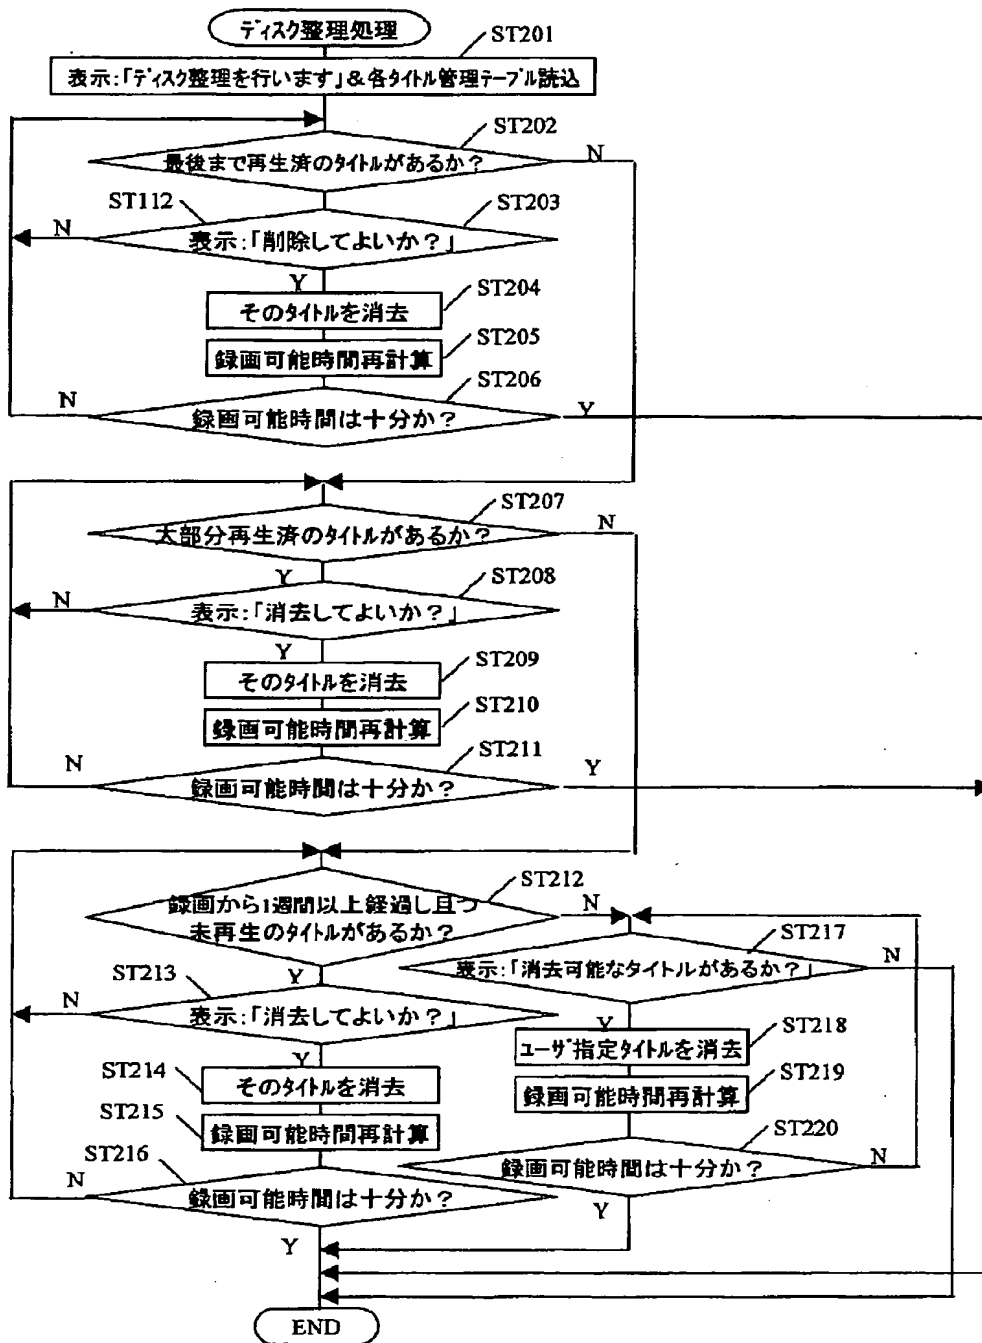 ディスク整理処理
ST201
表示:「ディスク整理を行います」&各タイトル管理テーブル読込
ST202
最後まで再生済のタイトルがあるか?
N
ST112
ST203
N
表示:「削除してよいか?」
Y
ST204
そのタイトルを消去
ST205
録画可能時間再計算
ST206
N
録画可能時間は十分か?
Y
ST207
大部分再生済のタイトルがあるか?
N
Y
ST208
N
表示:「消去してよいか?」
Y
ST209
そのタイトルを消去
ST210
録画可能時間再計算
ST211
N
録画可能時間は十分か?
Y
ST212
録画から1週間以上経過し且つ
未再生のタイトルがあるか?
N
Y
ST213
N
表示:「消去してよいか?」
Y
ST214
そのタイトルを消去
ST215
録画可能時間再計算
ST216
N
録画可能時間は十分か?
Y
ST217
表示:「消去可能なタイトルがあるか?」
N
Y
ST218
ユーザ指定タイトルを消去
ST219
録画可能時間再計算
ST220
録画可能時間は十分か?
N
Y
END